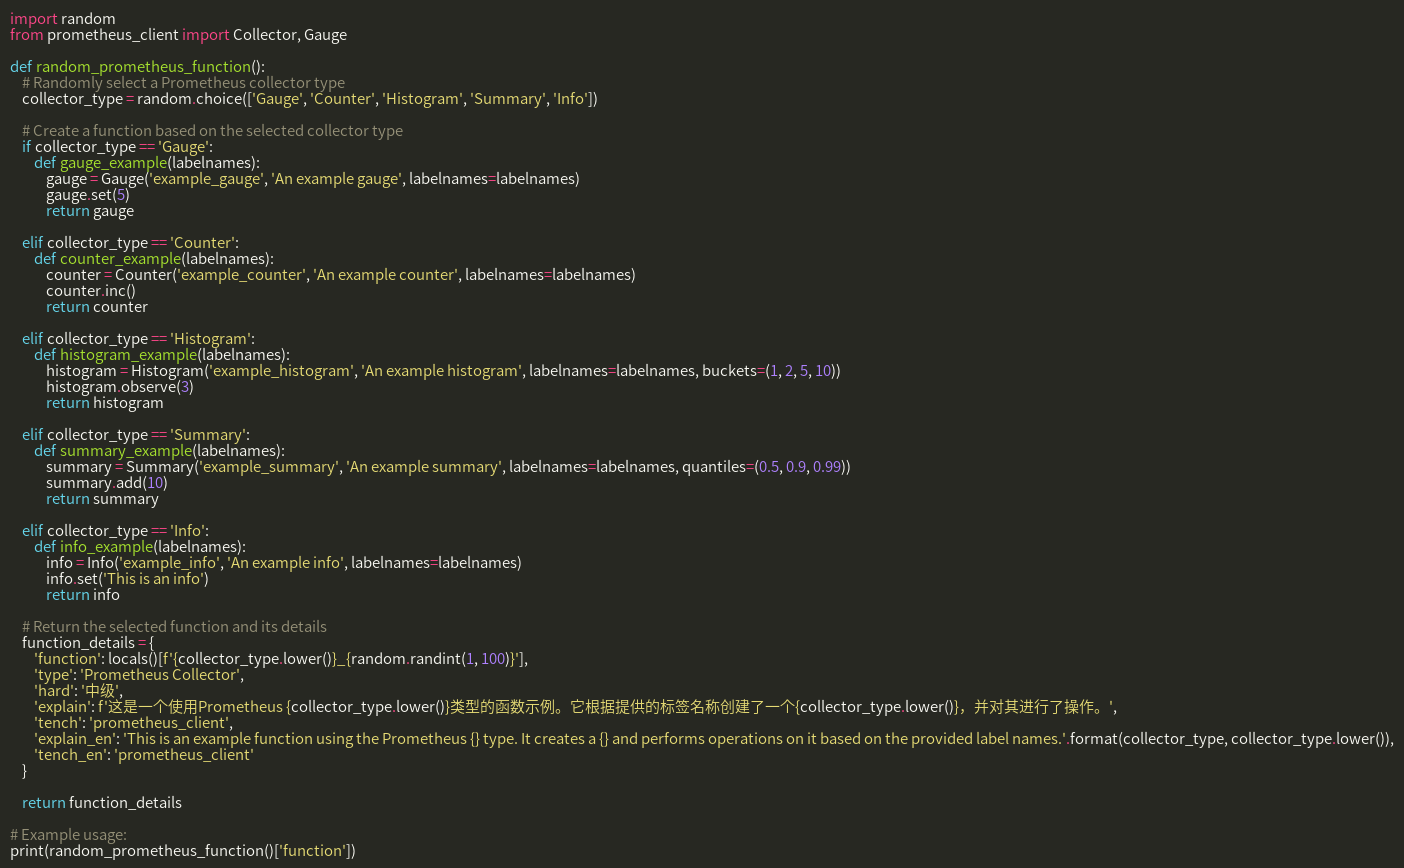 import random
from prometheus_client import Collector, Gauge

def random_prometheus_function():
    # Randomly select a Prometheus collector type
    collector_type = random.choice(['Gauge', 'Counter', 'Histogram', 'Summary', 'Info'])

    # Create a function based on the selected collector type
    if collector_type == 'Gauge':
        def gauge_example(labelnames):
            gauge = Gauge('example_gauge', 'An example gauge', labelnames=labelnames)
            gauge.set(5)
            return gauge

    elif collector_type == 'Counter':
        def counter_example(labelnames):
            counter = Counter('example_counter', 'An example counter', labelnames=labelnames)
            counter.inc()
            return counter

    elif collector_type == 'Histogram':
        def histogram_example(labelnames):
            histogram = Histogram('example_histogram', 'An example histogram', labelnames=labelnames, buckets=(1, 2, 5, 10))
            histogram.observe(3)
            return histogram

    elif collector_type == 'Summary':
        def summary_example(labelnames):
            summary = Summary('example_summary', 'An example summary', labelnames=labelnames, quantiles=(0.5, 0.9, 0.99))
            summary.add(10)
            return summary

    elif collector_type == 'Info':
        def info_example(labelnames):
            info = Info('example_info', 'An example info', labelnames=labelnames)
            info.set('This is an info')
            return info

    # Return the selected function and its details
    function_details = {
        'function': locals()[f'{collector_type.lower()}_{random.randint(1, 100)}'],
        'type': 'Prometheus Collector',
        'hard': '中级',
        'explain': f'这是一个使用Prometheus {collector_type.lower()}类型的函数示例。它根据提供的标签名称创建了一个{collector_type.lower()}，并对其进行了操作。',
        'tench': 'prometheus_client',
        'explain_en': 'This is an example function using the Prometheus {} type. It creates a {} and performs operations on it based on the provided label names.'.format(collector_type, collector_type.lower()),
        'tench_en': 'prometheus_client'
    }

    return function_details

# Example usage:
print(random_prometheus_function()['function'])